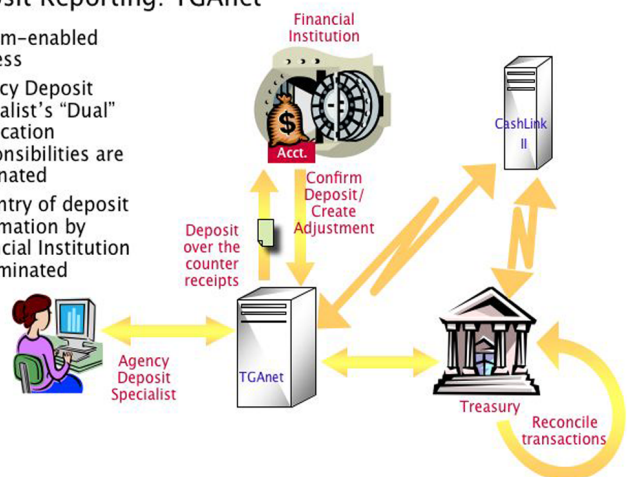 sit Reporting: TGAnet
m-enabled
ess
cy Deposit
alist's “Dual”
cation
onsibilities are
nated
ntry of deposit
mation by
ncial Institution
minated
Financial
Institution
$
Acct.
CashLink
II
Confirm
Deposit/
Create
Adjustment
Deposit
over the
counter
receipts
Agency
Deposit
Specialist
TGAnet
Treasury
Reconcile
transactions